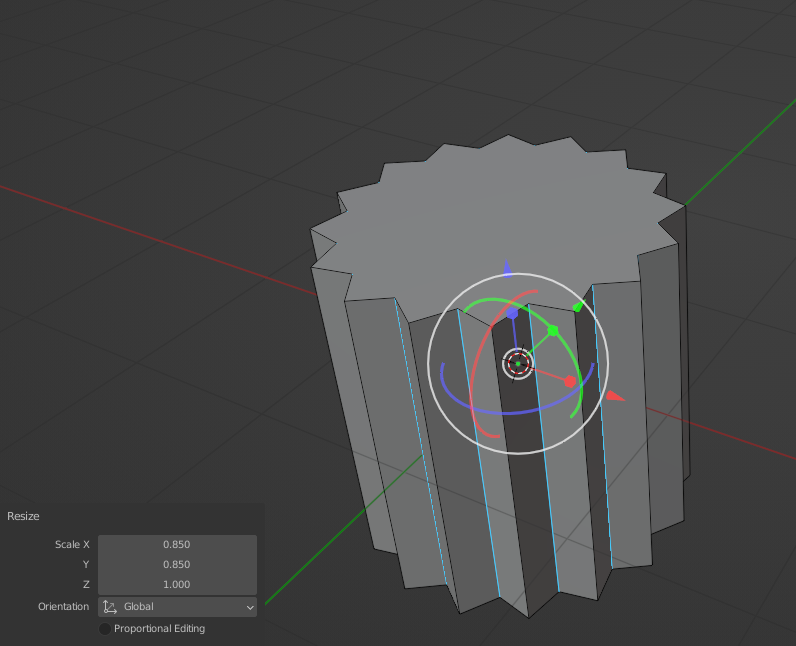 Resize
Scale X 0.850
Y 0.850
Z 1.000
Orientation Global
Proportional Editing